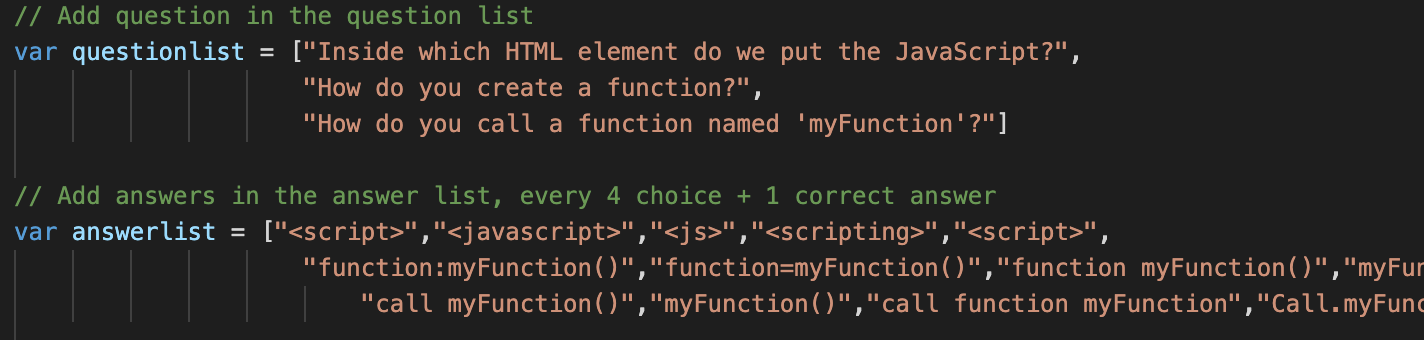 // Add question in the question list
var questionlist = ["Inside which HTML element do we put the JavaScript?",
"How do you create a function?",
"How do you call a function named 'myFunction'?"]
// Add answers in the answer list, every 4 choice + 1 correct answer
var answerlist = ["<script>","<javascript>","<js>","<scripting>","<script>",
"function:myFunction()","function=myFunction()","function myFunction()","myFun
"call myFunction()","myFunction()","call function myFunction","Call.myFunc